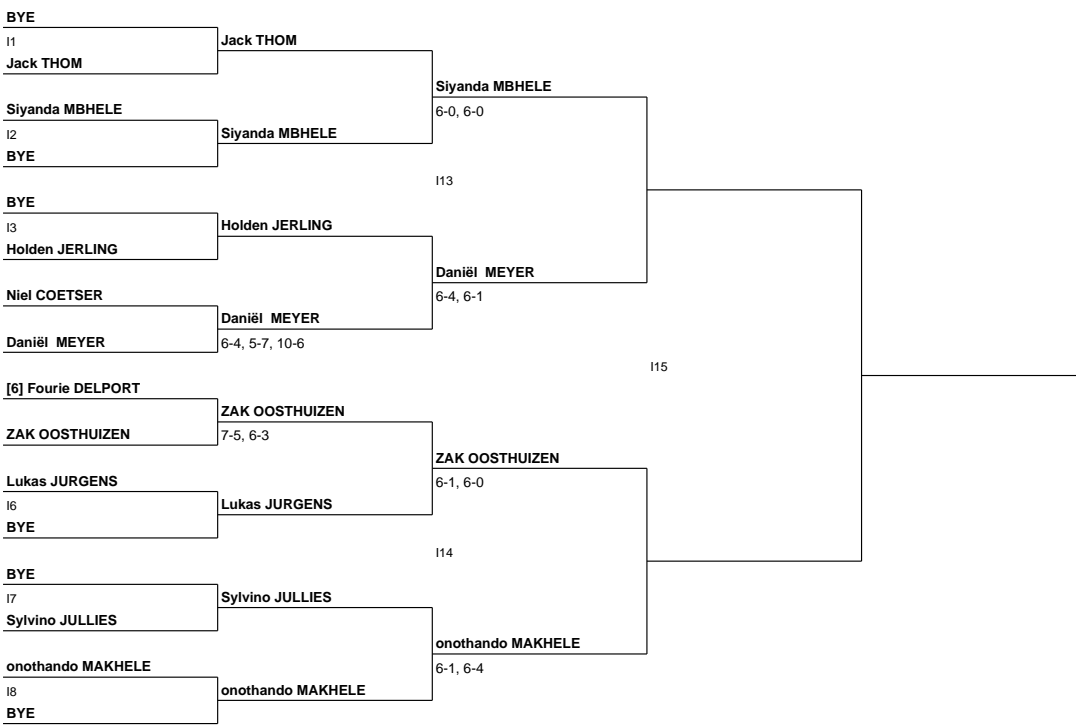 BYE
I1
Jack THOM
Jack THOM
Siyanda MBHELE
6-0, 6-0
Siyanda MBHELE
I2
BYE
Siyanda MBHELE
I13
BYE
I3
Holden JERLING
Holden JERLING
Daniël  MEYER
6-4, 6-1
Niel COETSER
Daniël  MEYER
Daniël  MEYER
6-4, 5-7, 10-6
I15
[6] Fourie DELPORT
ZAK OOSTHUIZEN
ZAK OOSTHUIZEN
7-5, 6-3
ZAK OOSTHUIZEN
6-1, 6-0
Lukas JURGENS
I6
BYE
Lukas JURGENS
I14
BYE
I7
Sylvino JULLIES
Sylvino JULLIES
onothando MAKHELE
6-1, 6-4
onothando MAKHELE
I8
BYE
onothando MAKHELE